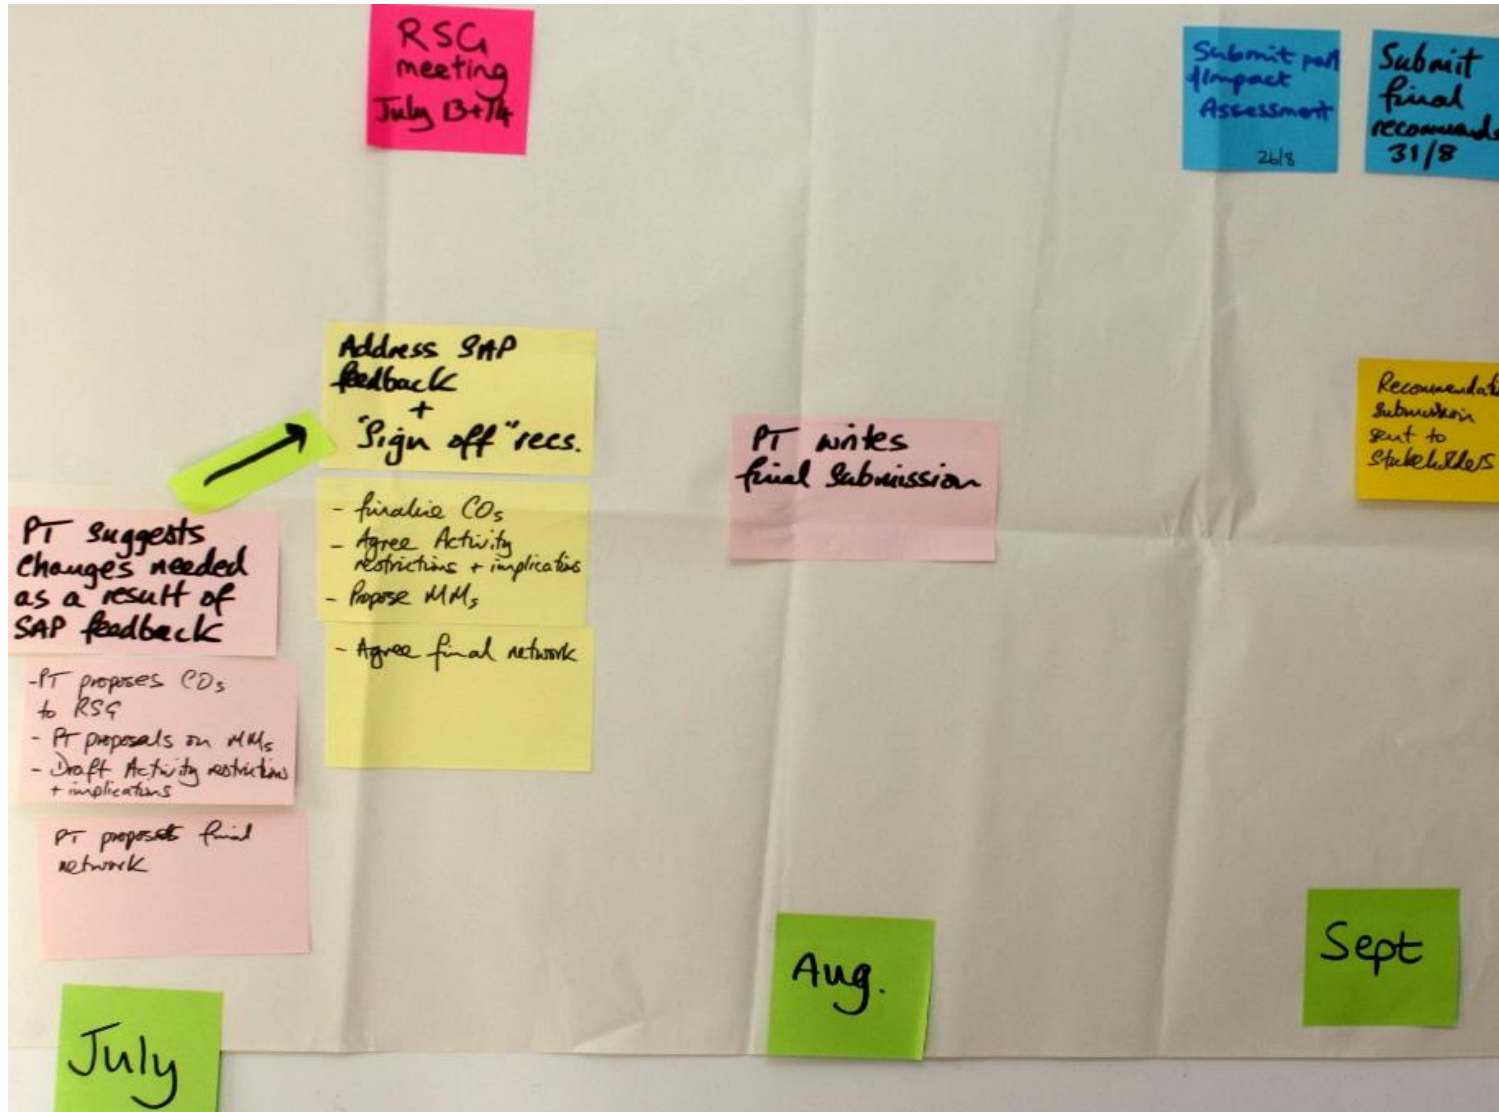 RSG
meeting
July 13+14
Submit part
of Impact
Assessment
26/8
Submit
final
recommends
31/8
Address SAP
feedback
+
"Sign off" recs.
- finalise COs
- Agree Activity
restrictions + implications
- Propose MMs
- Agree final network
PT suggests
changes needed
as a result of
SAP feedback
-PT proposes COs
to RSG
- PT proposals on MMs
- Draft Activity restrictions
+ implications
PT proposes final
network
PT writes
final submission
Recommendati
submission
sent to
Stakeholders
July
Aug.
Sept